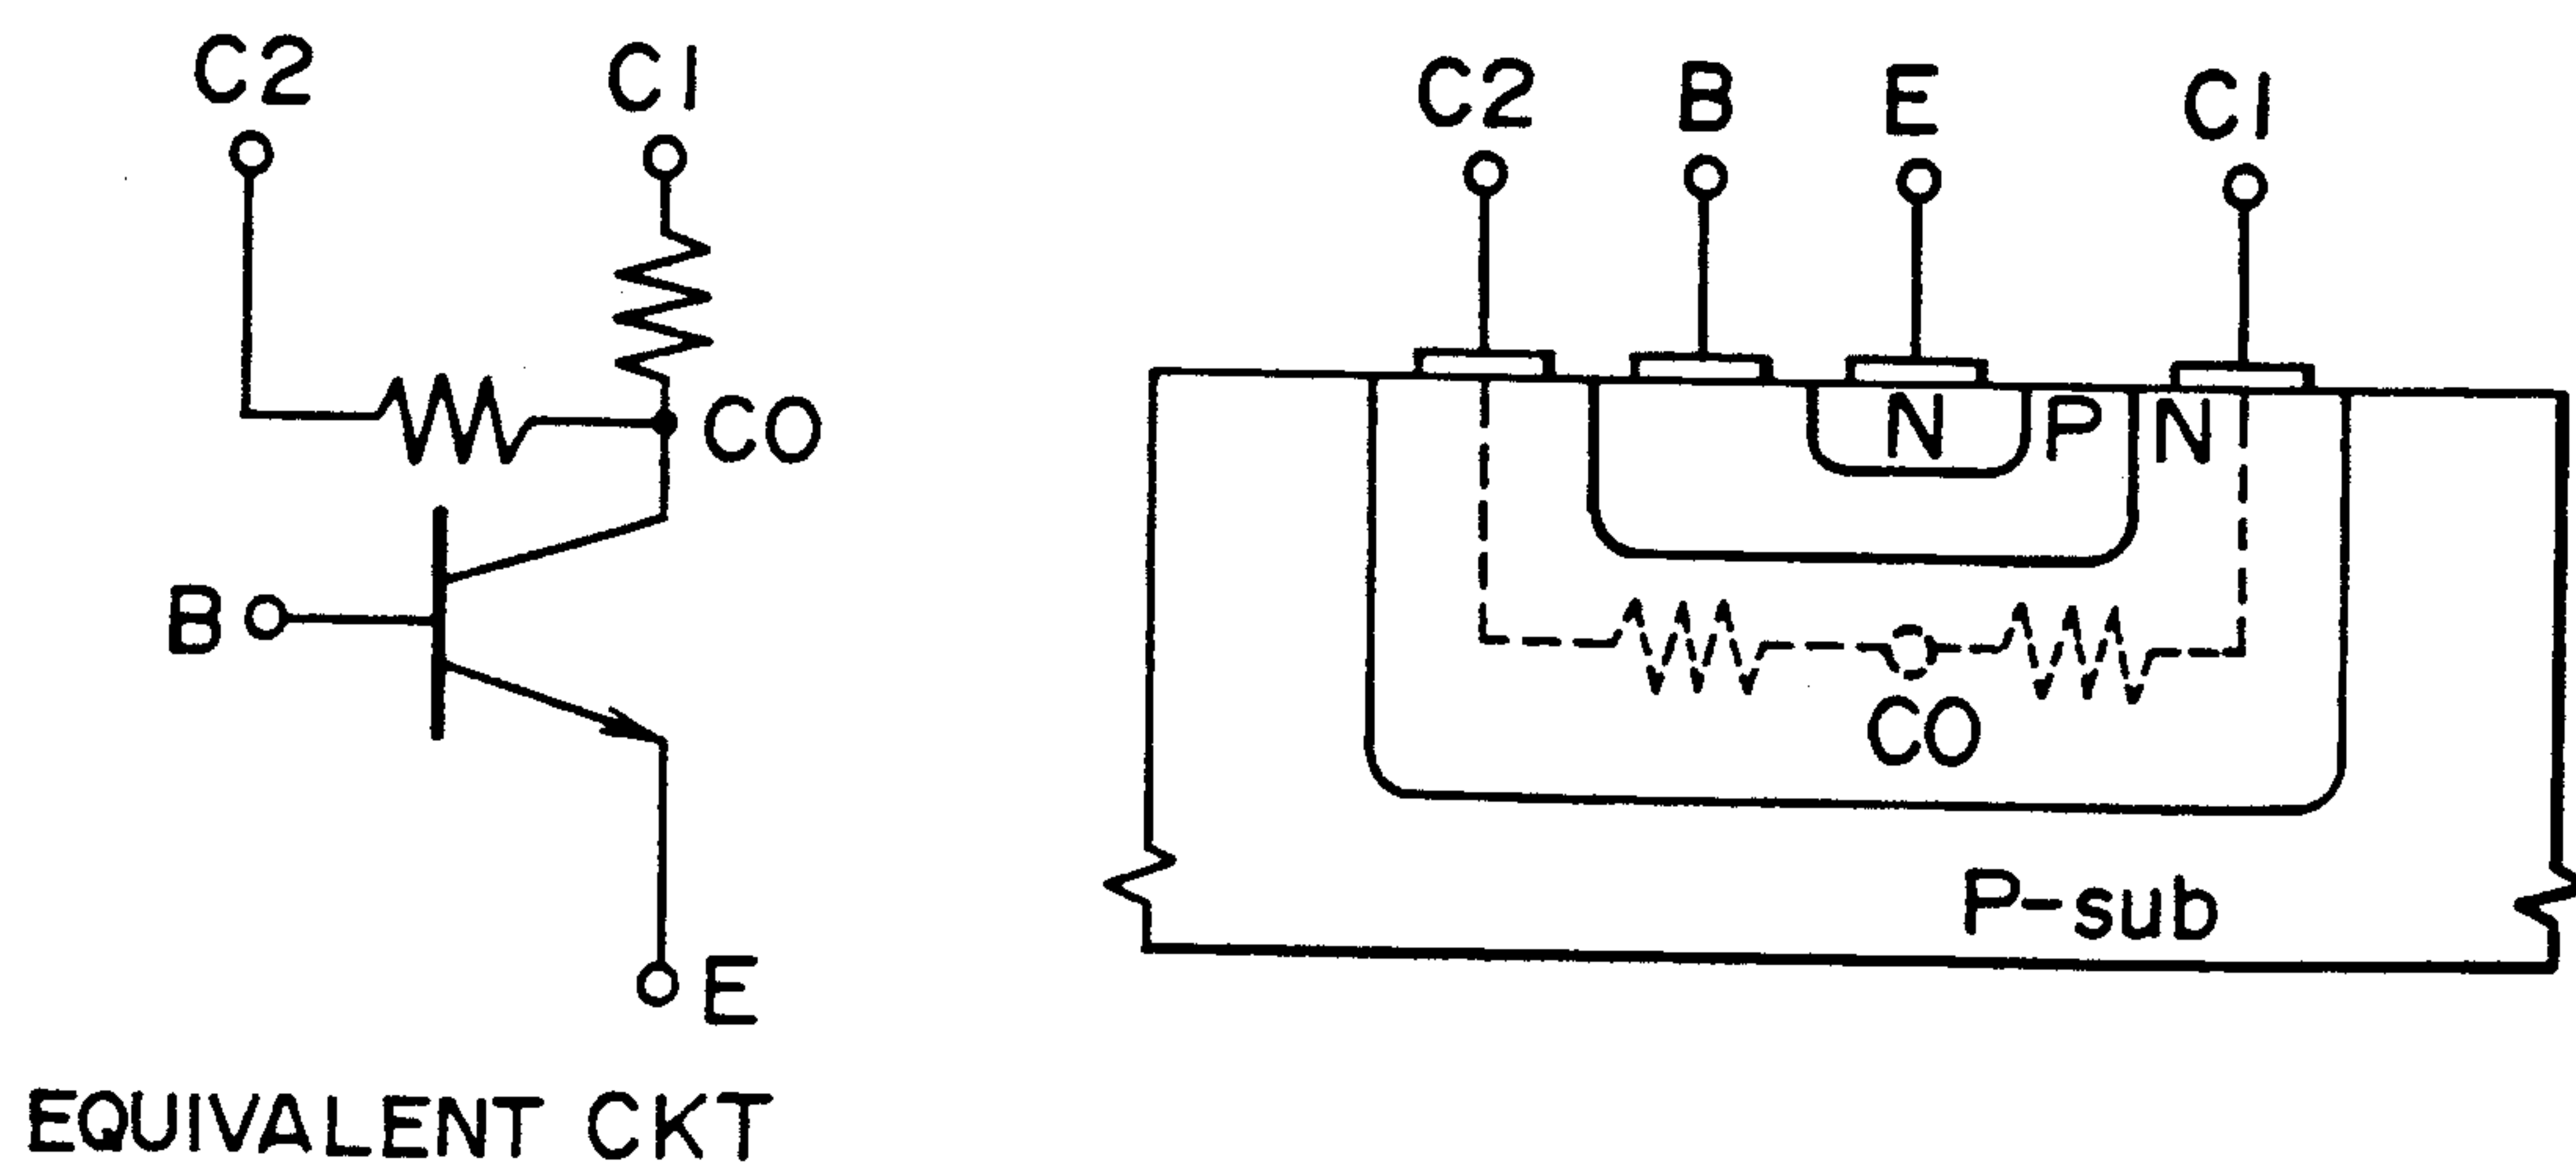 C2 C1
CO
B
E
EQUIVALENT CKT
C2 B E C1
N P N
CO
P-sub